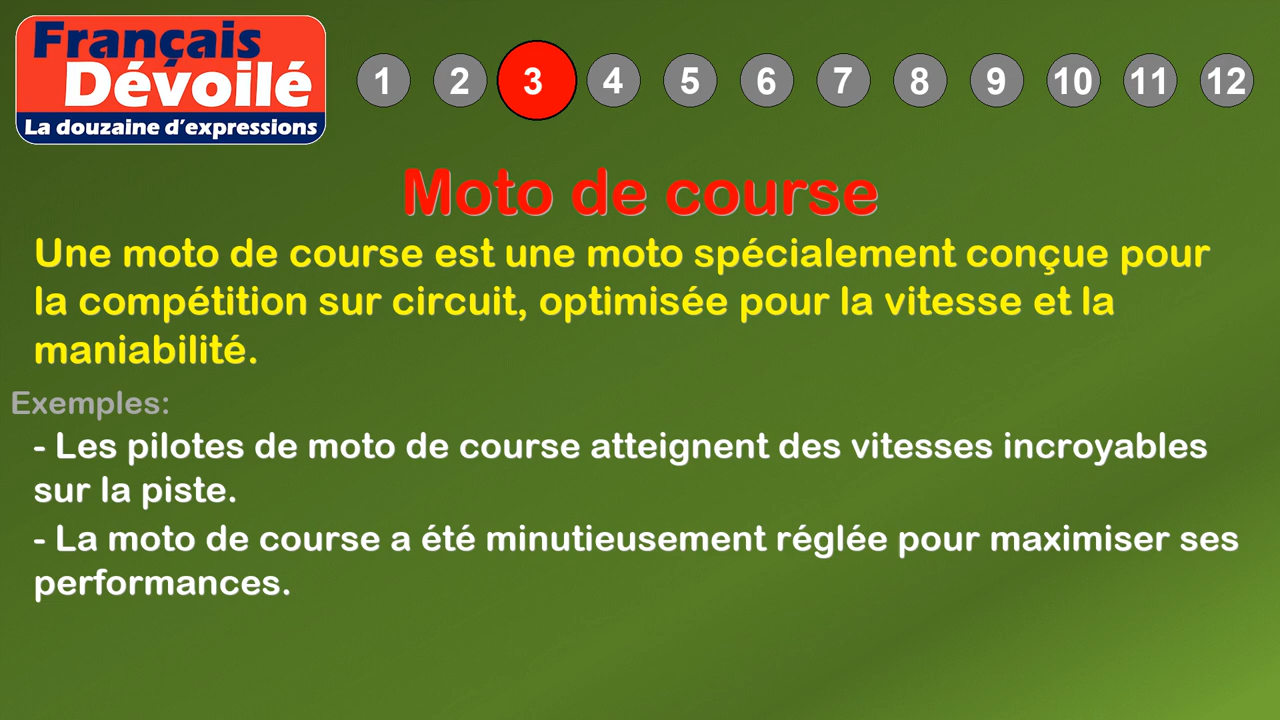 Français
Dévoilé
La douzaine d'expressions
1 2 3 4 5 6 7 8 9 10 11 12
Moto de course
Une moto de course est une moto spécialement conçue pour
la compétition sur circuit, optimisée pour la vitesse et la
maniabilité.
Exemples:
- Les pilotes de moto de course atteignent des vitesses incroyables
sur la piste.
- La moto de course a été minutieusement réglée pour maximiser ses
performances.